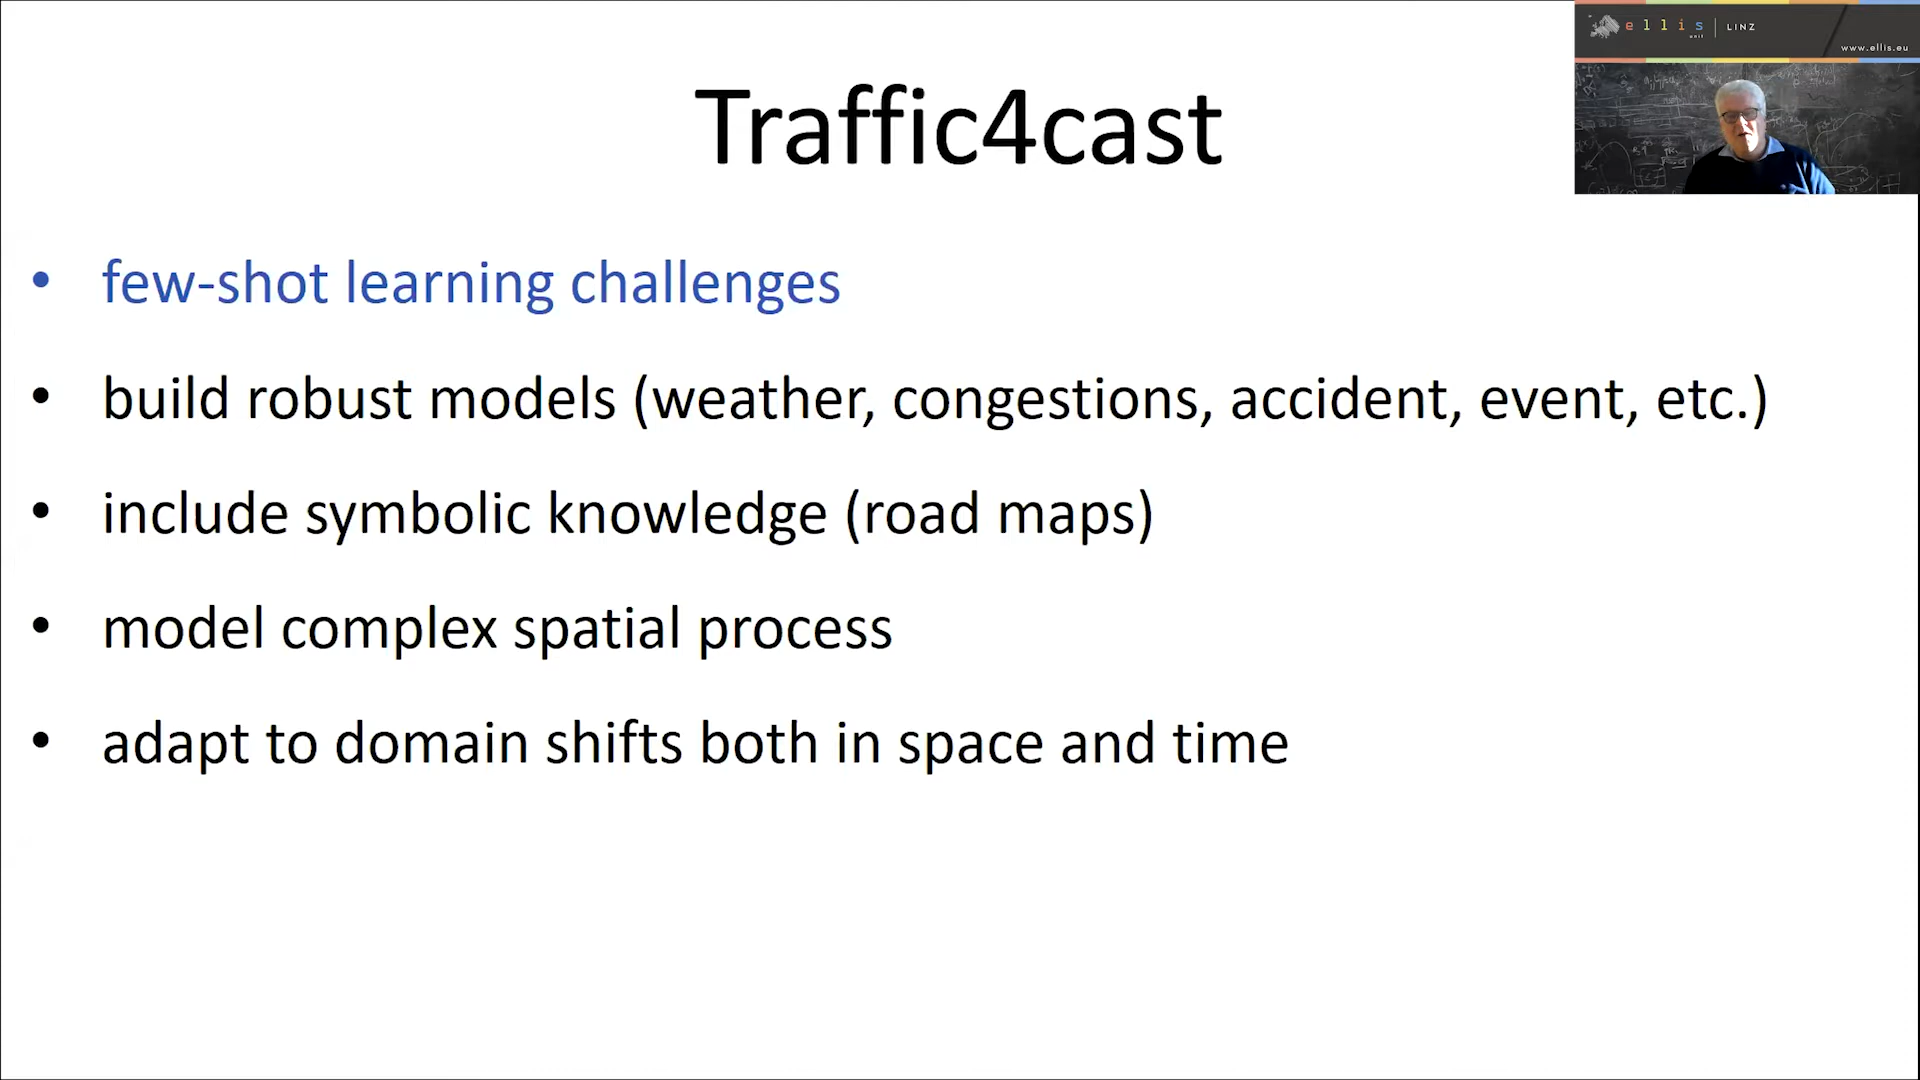 ellis
unit
LINZ
www.ellis.eu
Traffic4cast
• few-shot learning challenges
• build robust models (weather, congestions, accident, event, etc.)
• include symbolic knowledge (road maps)
• model complex spatial process
• adapt to domain shifts both in space and time